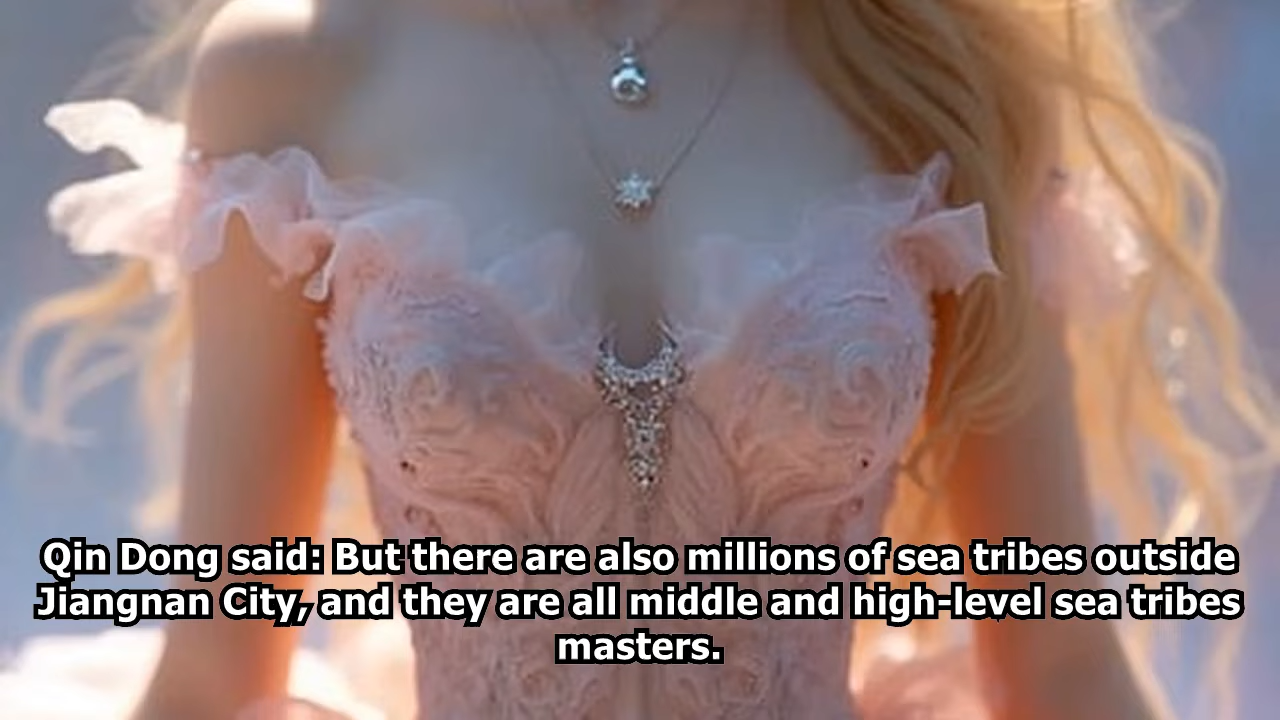 Qin Dong said: But there are also millions of sea tribes outside
Jiangnan City, and they are all middle and high-level sea tribes
masters.